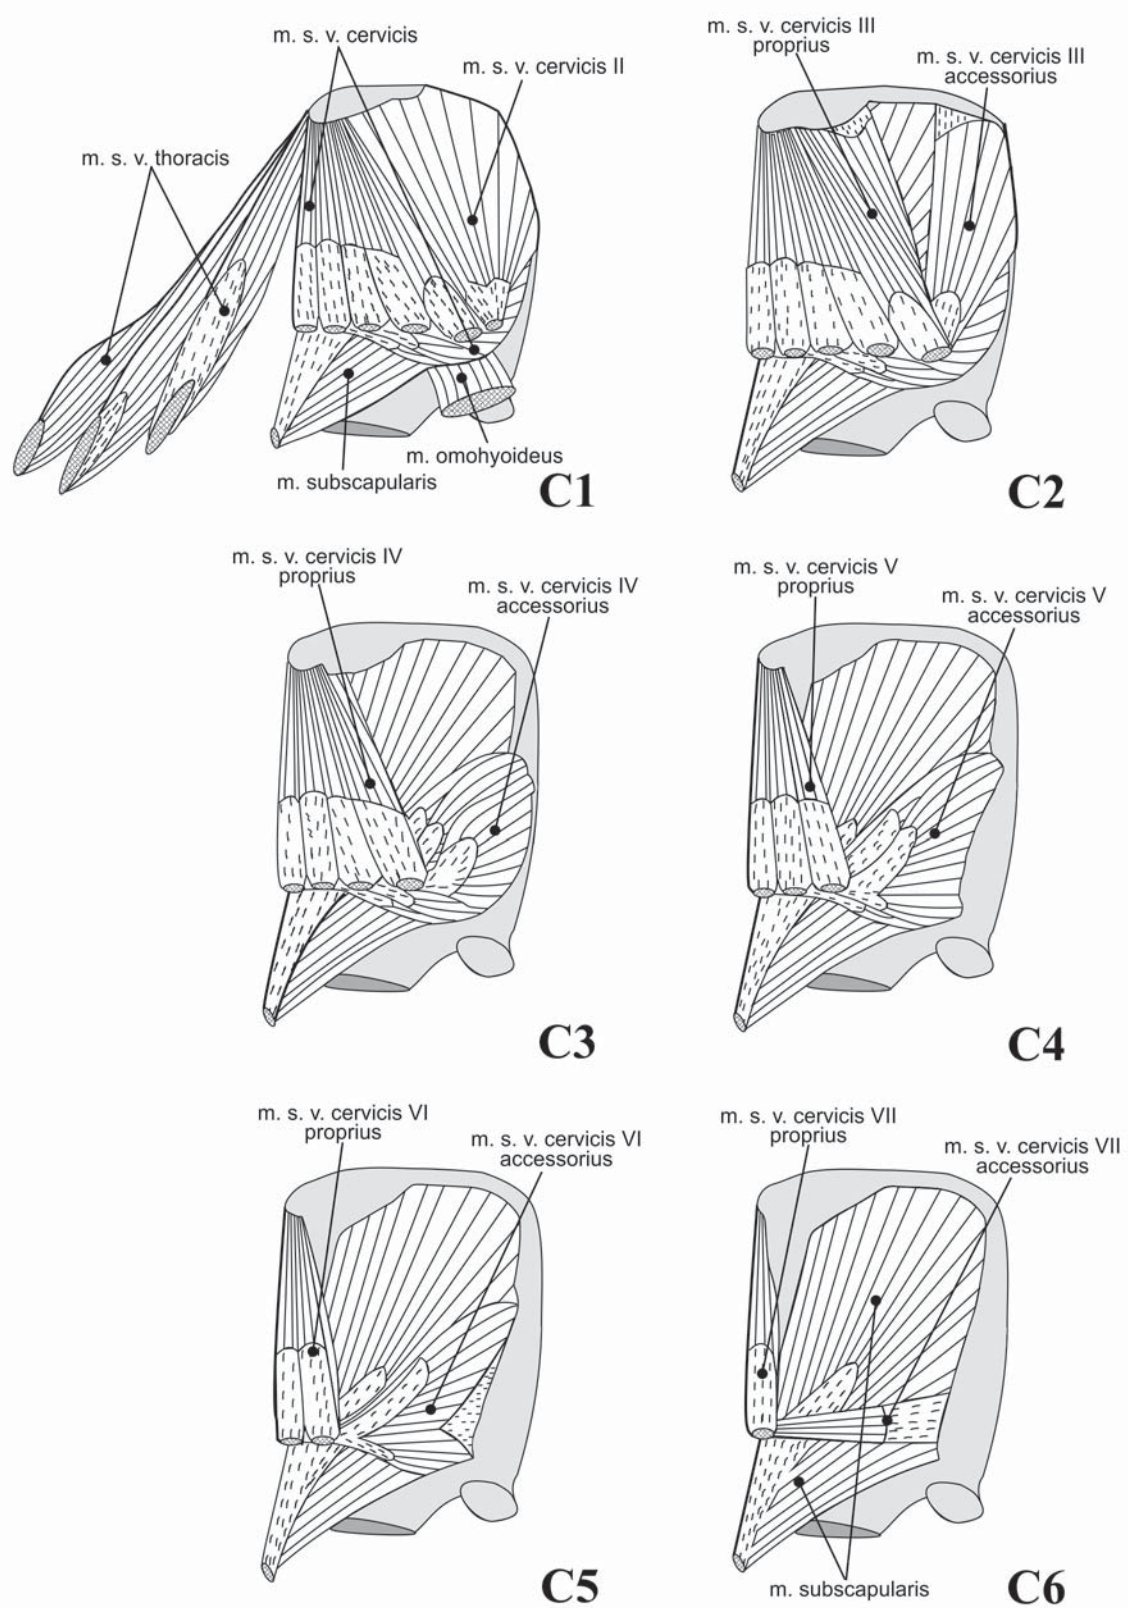 m. s. v. cervicis
m. s. v. cervicis II
m. s. v. thoracis
m. omohyoideus
m. subscapularis
C1
m. s. v. cervicis III
proprius
m. s. v. cervicis III
accessorius
C2
m. s. v. cervicis IV
proprius
m. s. v. cervicis IV
accessorius
C3
m. s. v. cervicis V
proprius
m. s. v. cervicis V
accessorius
C4
m. s. v. cervicis VI
proprius
m. s. v. cervicis VI
accessorius
C5
m. s. v. cervicis VII
proprius
m. s. v. cervicis VII
accessorius
m. subscapularis
C6